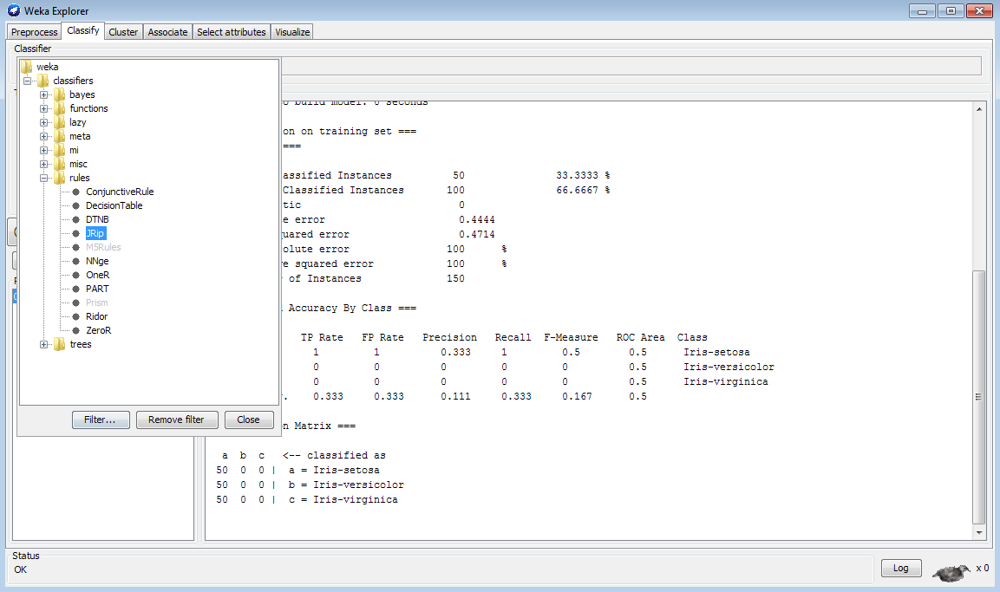 Weka Explorer
Preprocess Classify Cluster Associate Select attributes Visualize
Classifier
weka
classifiers
bayes
functions
lazy
meta
mi
misc
rules
ConjunctiveRule
DecisionTable
DTNB
JRip
M5Rules
NNge
OneR
PART
Prism
Ridor
ZeroR
trees
Filter... Remove filter Close
build model: 0 seconds
on on training set ===
===
assified Instances 50 33.3333 %
Classified Instances 100 66.6667 %
tic 0
e error 0.4444
uared error 0.4714
olute error 100 %
e squared error 100 %
of Instances 150
Accuracy By Class ===
TP Rate FP Rate Precision Recall F-Measure ROC Area Class
1 1 0.333 1 0.5 0.5 Iris-setosa
0 0 0 0 0 0.5 Iris-versicolor
0 0 0 0 0 0.5 Iris-virginica
. 0.333 0.333 0.111 0.333 0.167 0.5
on Matrix ===
a b c <-- classified as
50 0 0 | a = Iris-setosa
50 0 0 | b = Iris-versicolor
50 0 0 | c = Iris-virginica
Status
OK
Log
x 0